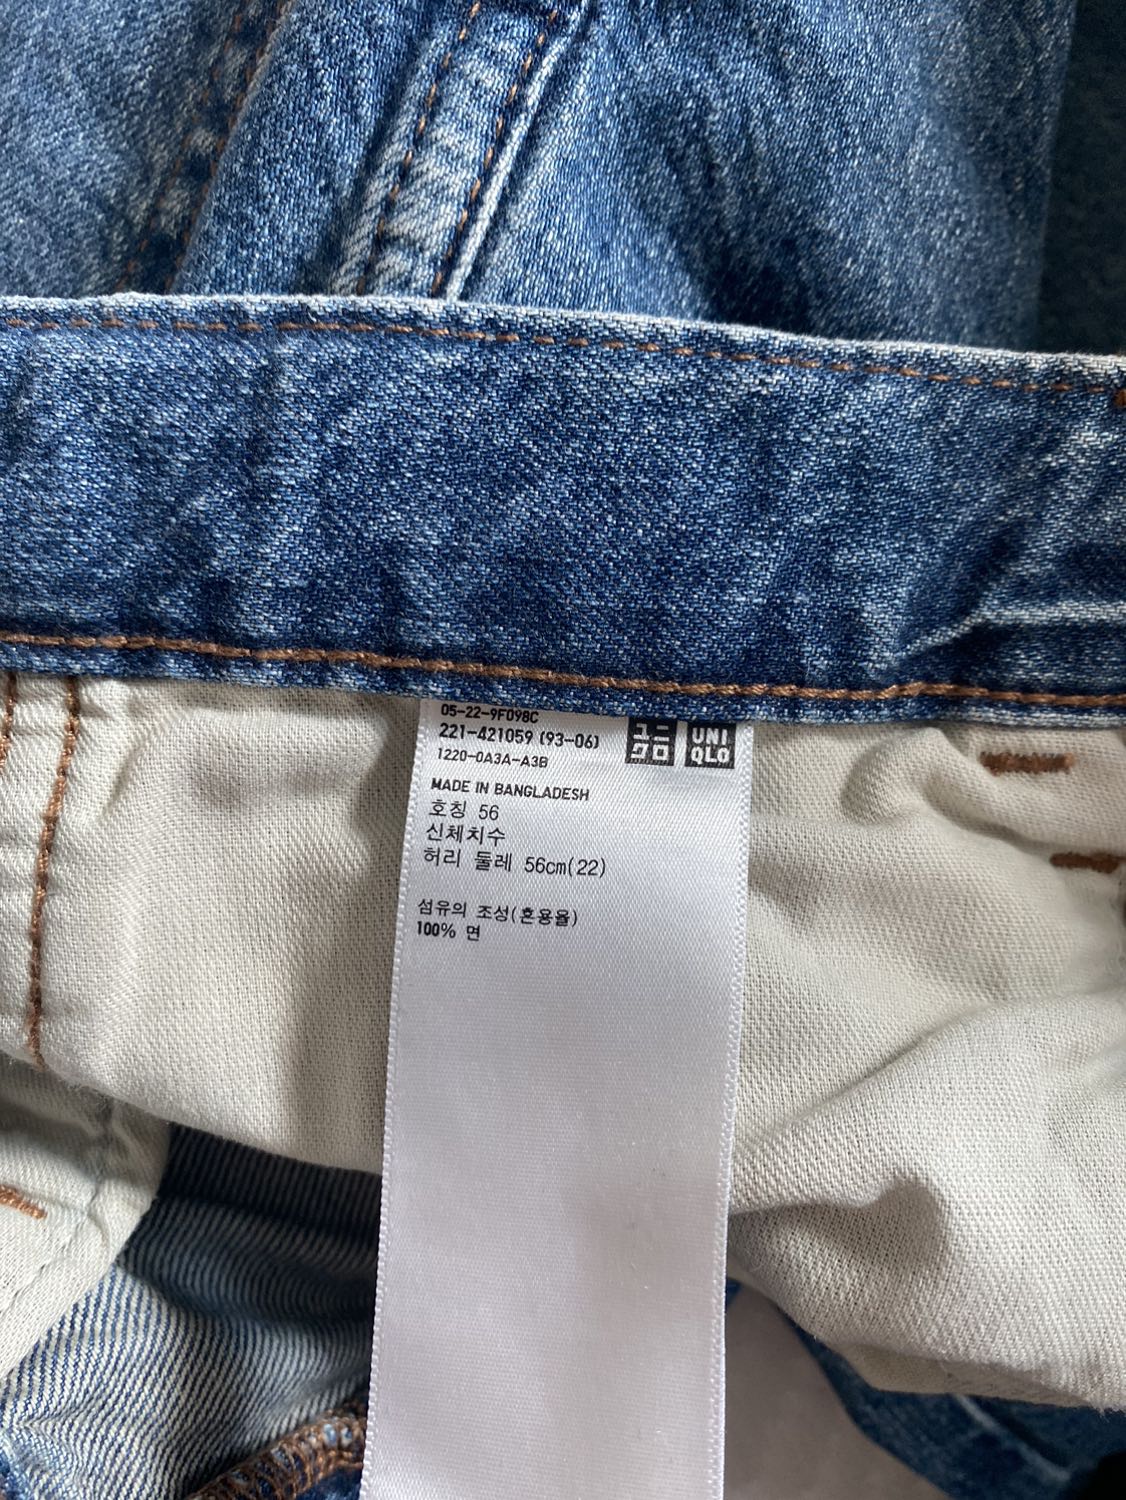 05-22-9F098C
221-421059 (93-06)
ユニ
クロ
UNI
QLO
1220-0A3A-A3B
MADE IN BANGLADESH
호칭 56
신체치수
허리 둘레 56cm(22)
섬유의 조성(혼용율)
100% 면